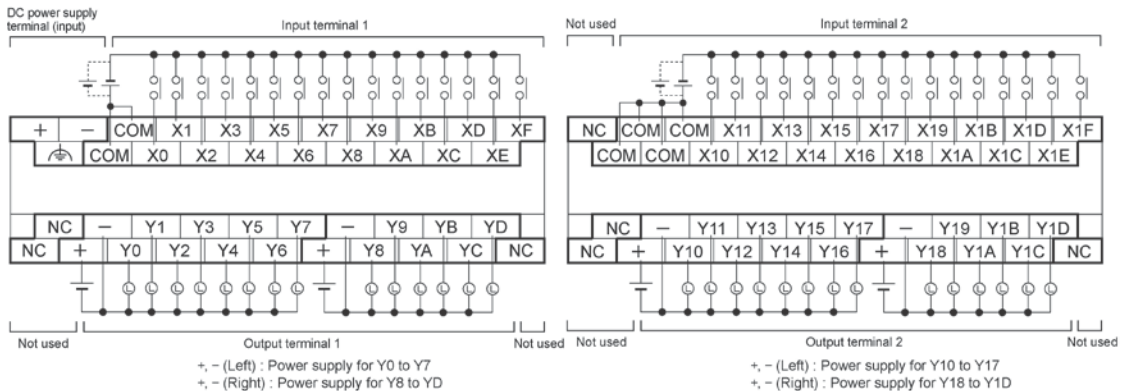 DC power supply
terminal (input)
Input terminal 1
+ − COM X1 X3 X5 X7 X9 XB XD XF
COM X0 X2 X4 X6 X8 XA XC XE
NC − Y1 Y3 Y5 Y7 − Y9 YB YD
NC + Y0 Y2 Y4 Y6 + Y8 YA YC NC
L L L L L L L L L L L L L L
Not used
Output terminal 1
Not used
+, − (Left) : Power supply for Y0 to Y7
+, − (Right) : Power supply for Y8 to YD
Not used
Input terminal 2
NC COM COM X11 X13 X15 X17 X19 X1B X1D X1F
COM COM X10 X12 X14 X16 X18 X1A X1C X1E
NC − Y11 Y13 Y15 Y17 − Y19 Y1B Y1D
NC + Y10 Y12 Y14 Y16 + Y18 Y1A Y1C NC
L L L L L L L L L L L L L L
Not used
Output terminal 2
Not used
+, − (Left) : Power supply for Y10 to Y17
+, − (Right) : Power supply for Y18 to Y1D